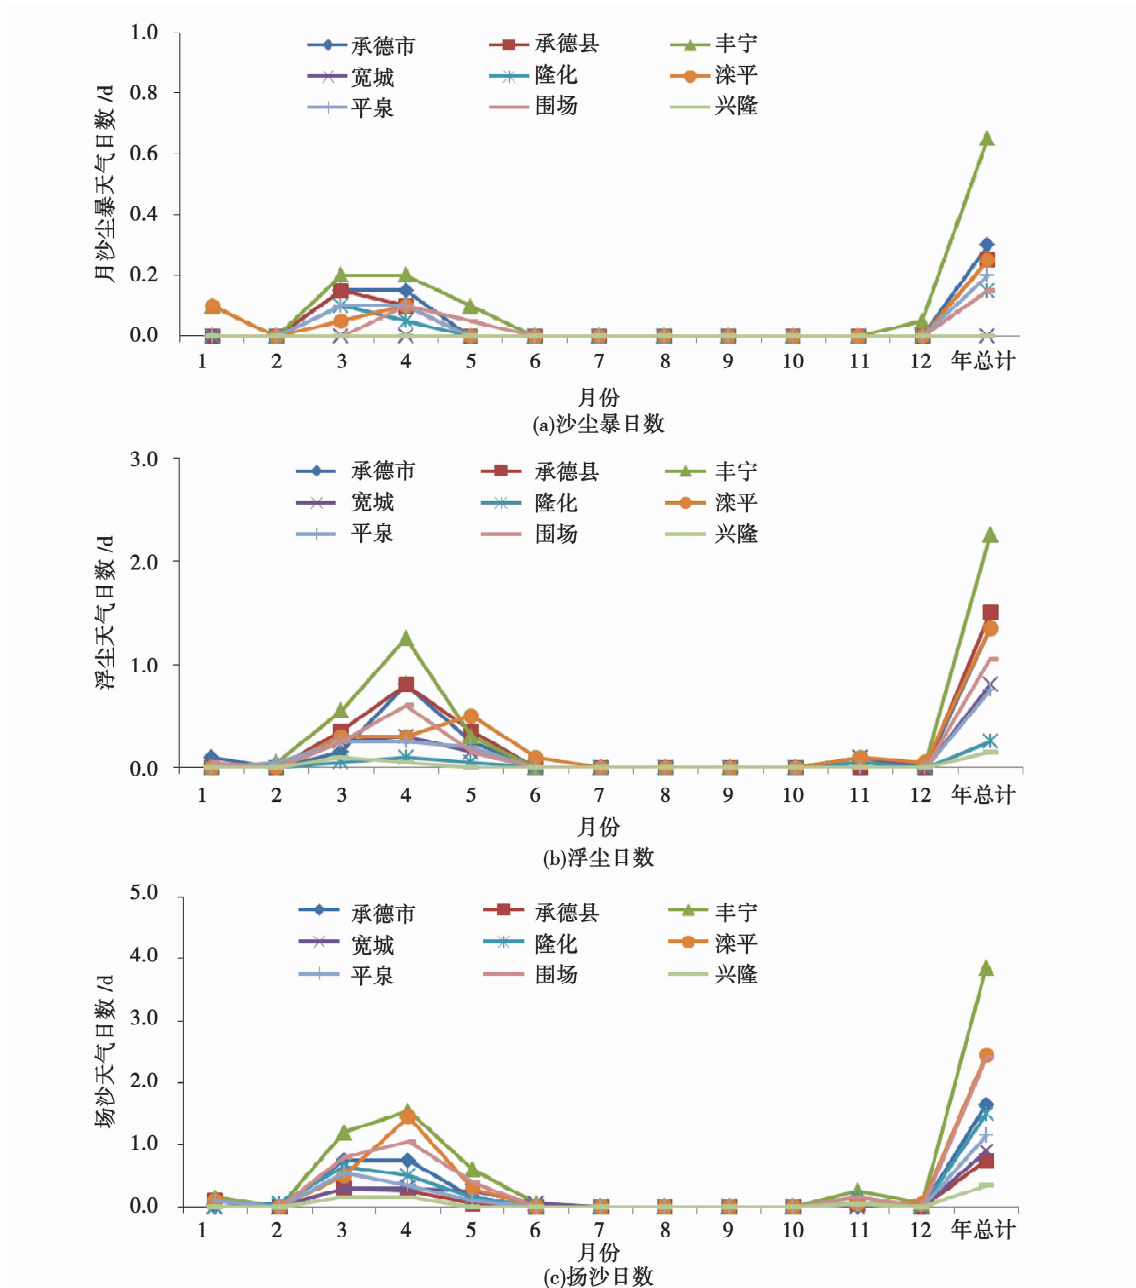 1.0
承德市 承德县 丰宁
宽城 隆化 滦平
平泉 围场 兴隆
0.8
0.6
0.4
0.2
0.0
月沙尘暴天气日数/d
1 2 3 4 5 6 7 8 9 10 11 12 年总计
月份
(a)沙尘暴日数
3.0
承德市 承德县 丰宁
宽城 隆化 滦平
平泉 围场 兴隆
2.0
1.0
0.0
浮尘天气日数/d
1 2 3 4 5 6 7 8 9 10 11 12 年总计
月份
(b)浮尘日数
5.0
承德市 承德县 丰宁
宽城 隆化 滦平
平泉 围场 兴隆
4.0
3.0
2.0
1.0
0.0
场沙天气日数/d
1 2 3 4 5 6 7 8 9 10 11 12 年总计
月份
(c)扬沙日数